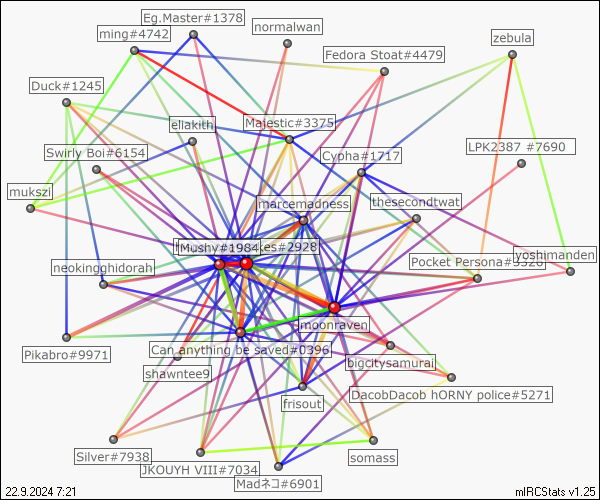 Eg.Master#1378
ming#4742
normalwan
zebula
Fedora Stoat#4479
Duck#1245
Majestic#3375
ellakith
LPK2387 #7690
Swirly Boi#6154
Cypha#1717
mukszi
marcemadness
thesecondtwat
Mushy#1984
kes#2928
yoshimanden
neokingghidorah
Pocket Persona#3320
moonraven
Can anything be saved#0396
Pikabro#9971
bigcitysamurai
shawntee9
DacobDacob hORNY police#5271
frisout
Silver#7938
somass
JKOUYH VIII#7034
Madネコ#6901
22.9.2024 7:21
mIRCStats v1.25